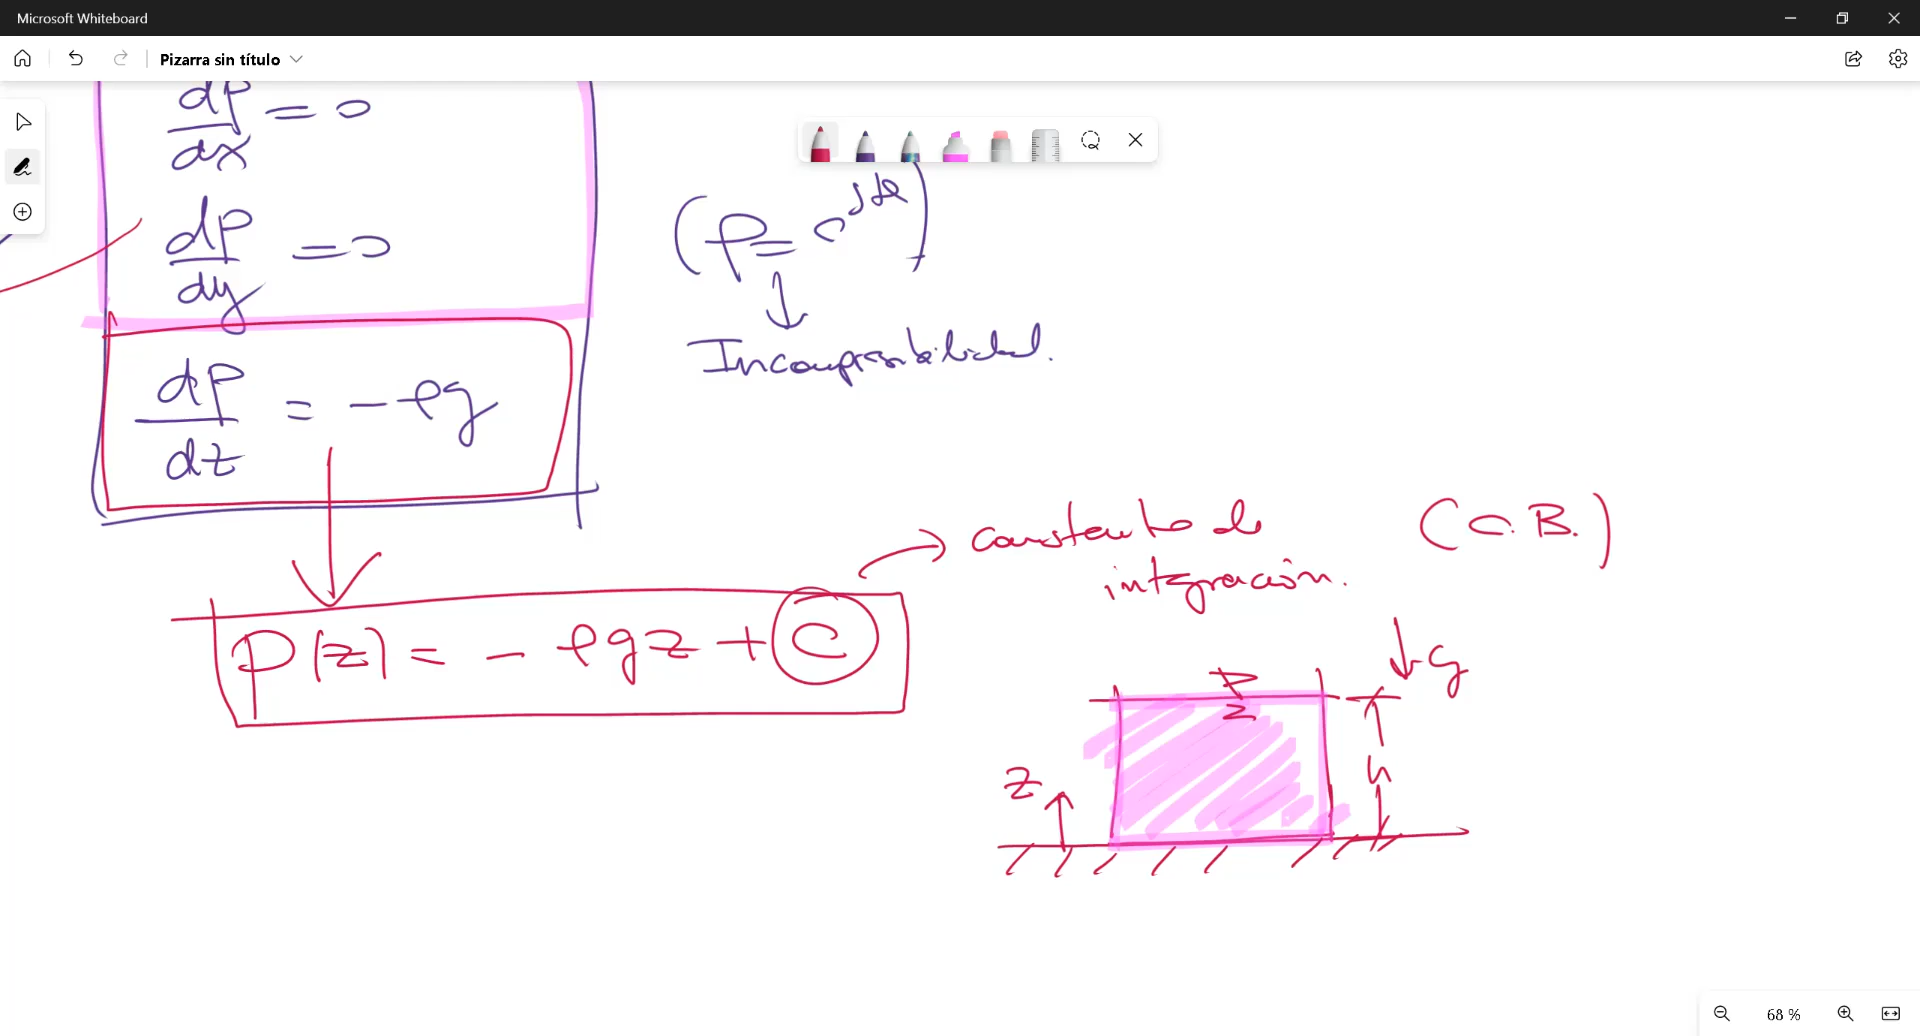 Microsoft Whiteboard
Pizarra sin título
dp/dx = 0
dp/dy = 0
(ρ = cte)
Incompresibilidad.
dp/dz = -ρg
constante de (C.B.)
integración.
p(z) = - ρgz + C
g
z
h
68 %